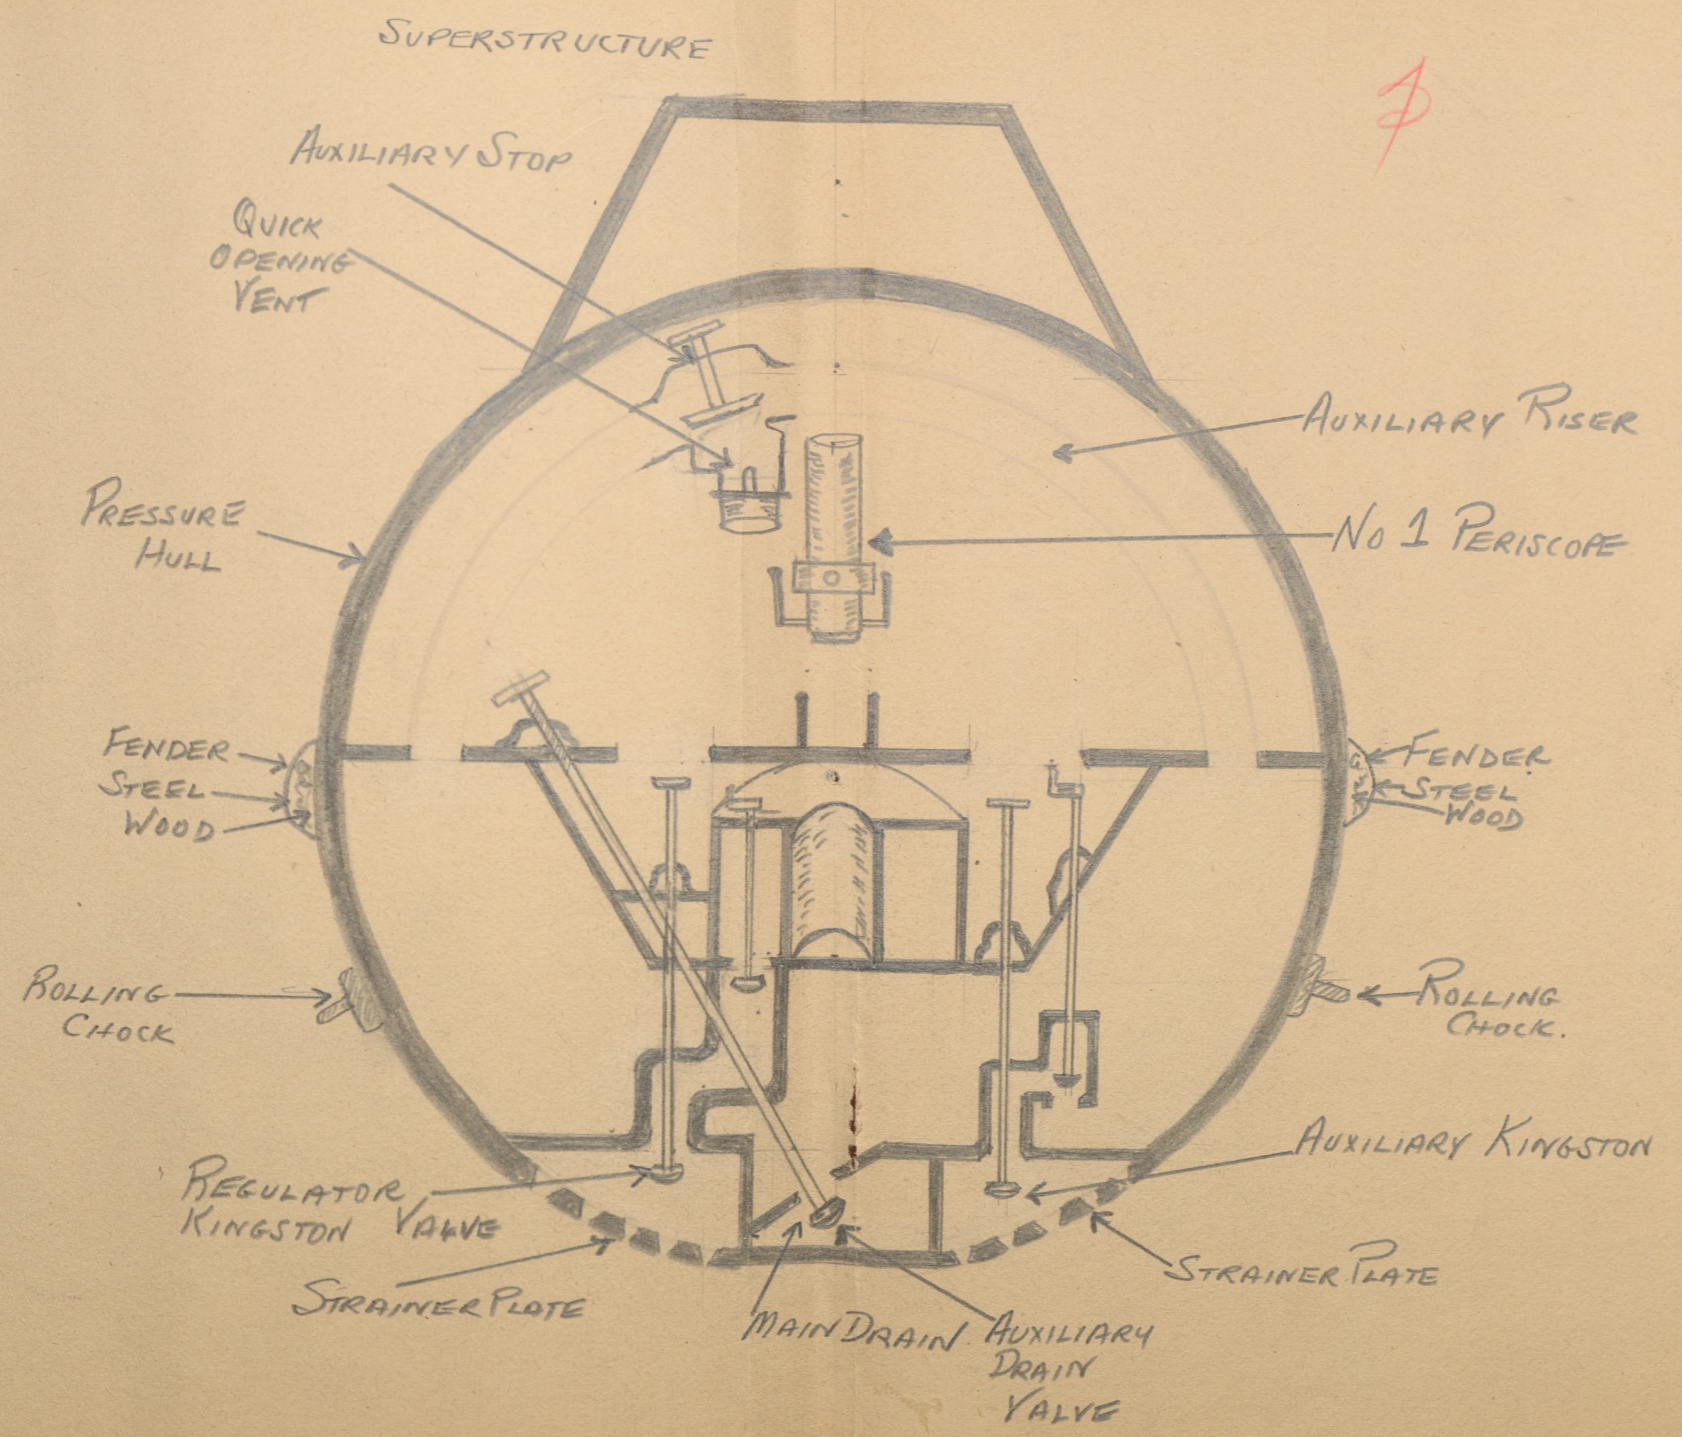 SUPERSTRUCTURE
AUXILIARY STOP
QUICK
OPENING
VENT
AUXILIARY RISER
PRESSURE
HULL
No 1 PERISCOPE
FENDER
STEEL
WOOD
FENDER
STEEL
WOOD
ROLLING
CHOCK
ROLLING
CHOCK.
AUXILIARY KINGSTON
REGULATOR
KINGSTON VALVE
STRAINER PLATE
STRAINER PLATE
MAIN DRAIN
AUXILIARY
DRAIN
VALVE